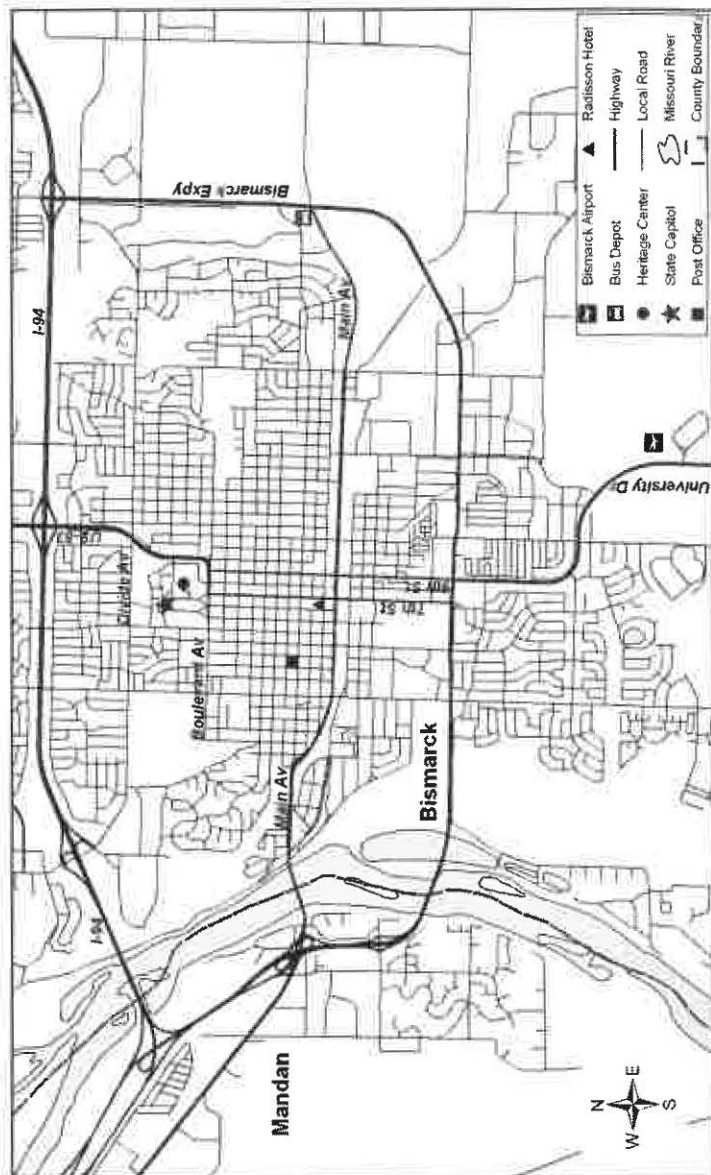 I-94
I-94
US-83
Divide Av
Boulevard Av
Main Av
Main Av
Bismarck Expy
7th St
9th St
University D
Bismarck
Mandan
N
W
E
S
Bismarck Airport
Bus Depot
Heritage Center
State Capitol
Post Office
Radisson Hotel
Highway
Local Road
Missouri River
County Boundar